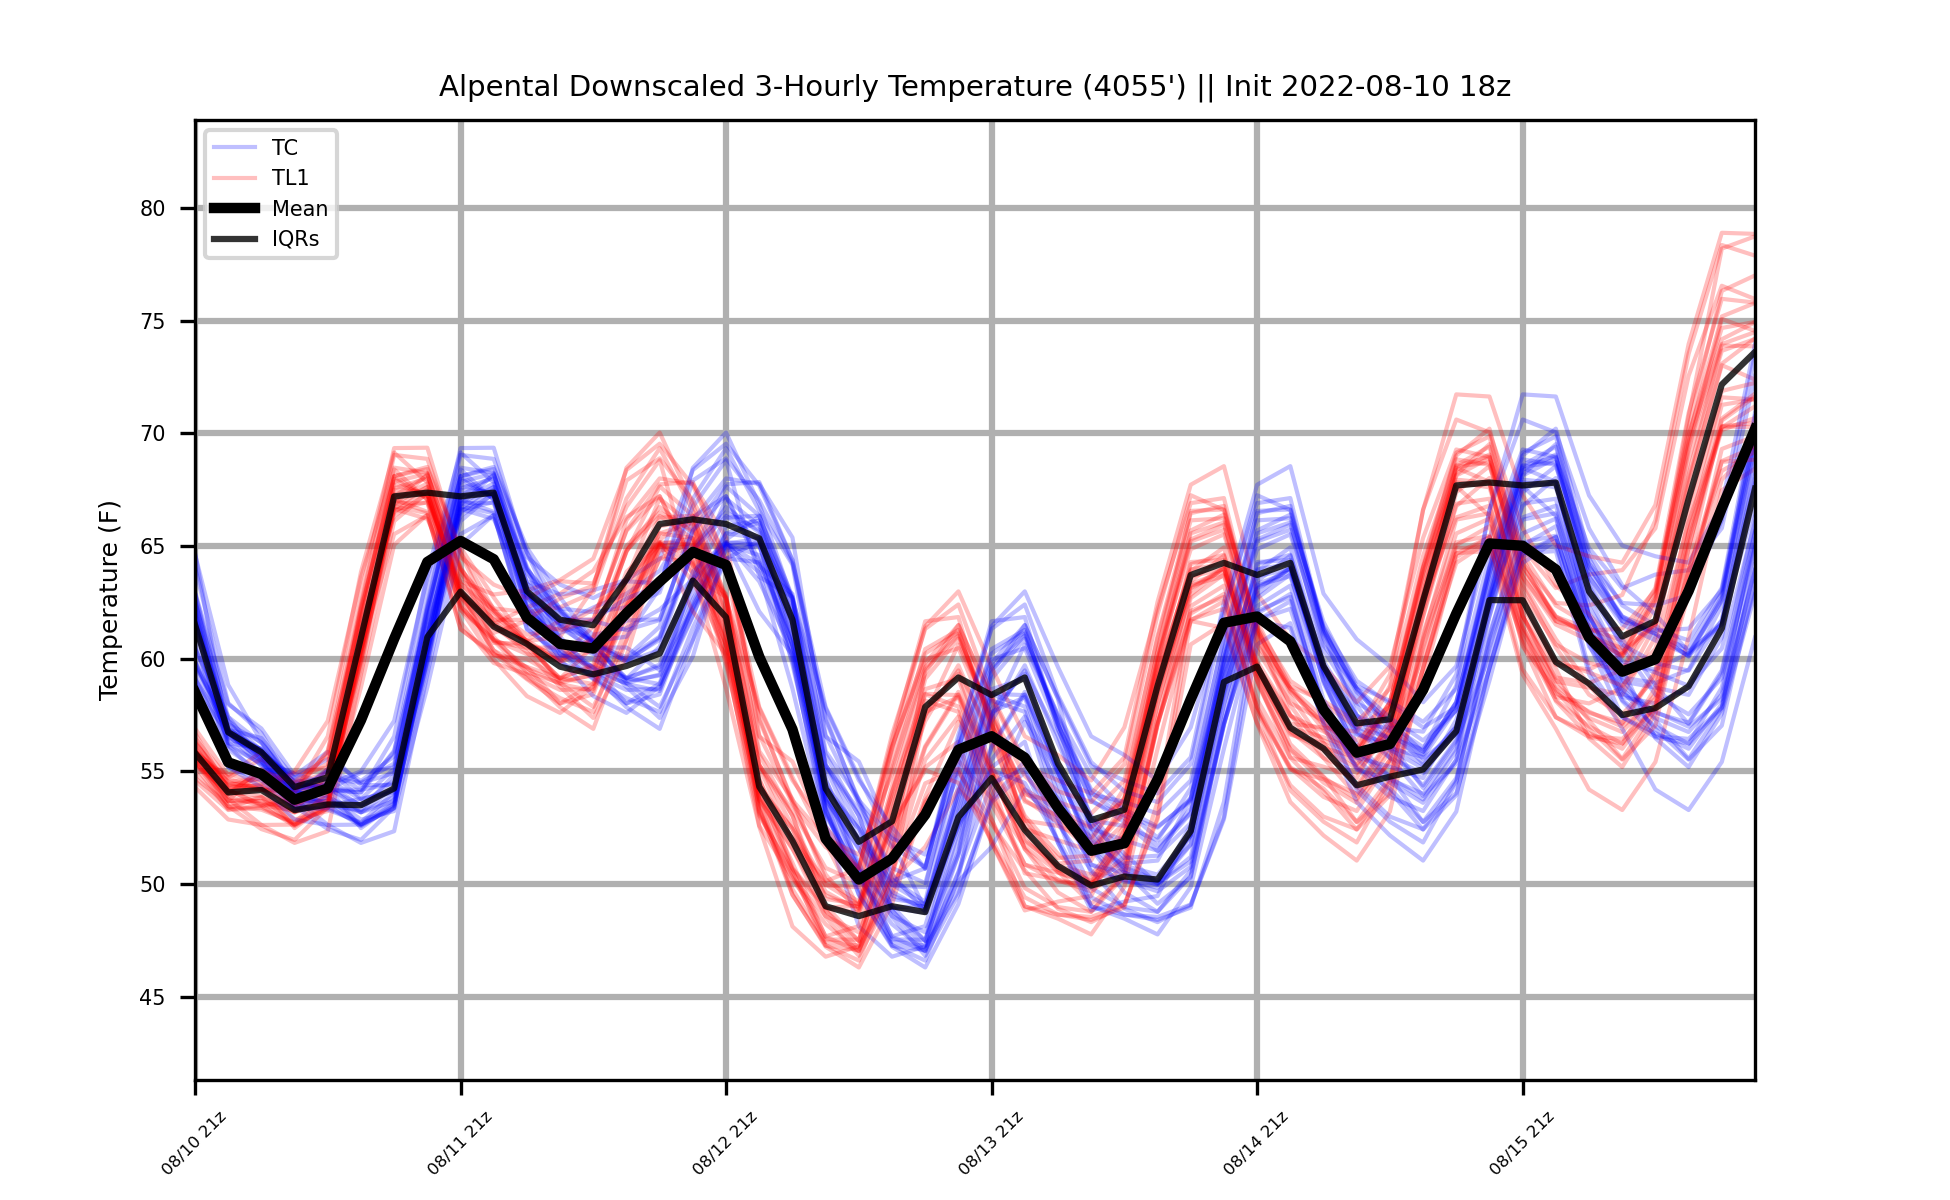 Alpental Downscaled 3-Hourly Temperature (4055') || Init 2022-08-10 18z
TC
TL1
Mean
IQRs
Temperature (F)
80
75
70
65
60
55
50
45
08/10 21z
08/11 21z
08/12 21z
08/13 21z
08/14 21z
08/15 21z